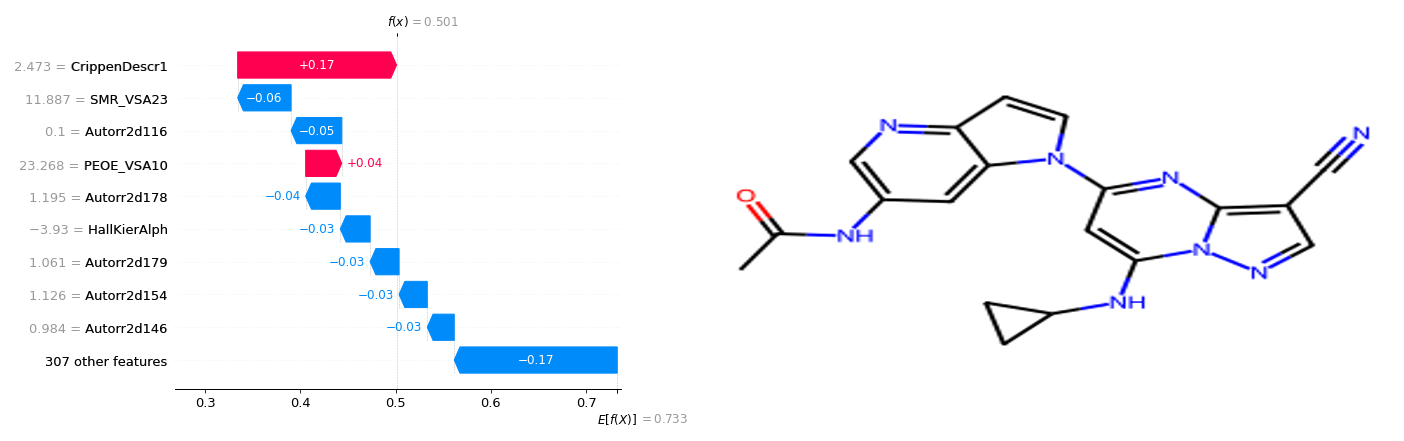 f(x) = 0.501
2.473 = CrippenDescr1
+0.17
11.887 = SMR_VSA23
−0.06
0.1 = Autorr2d116
−0.05
23.268 = PEOE_VSA10
+0.04
1.195 = Autorr2d178
−0.04
−3.93 = HallKierAlph
−0.03
1.061 = Autorr2d179
−0.03
1.126 = Autorr2d154
−0.03
0.984 = Autorr2d146
−0.03
307 other features
−0.17
0.3 0.4 0.5 0.6 0.7
E[f(X)] = 0.733
N
N
N
N
O
N
NH
N
N
NH